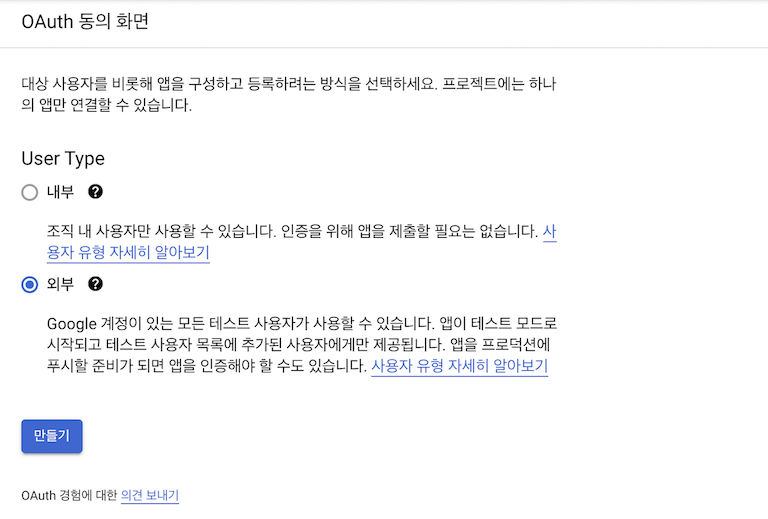 OAuth 동의 화면
대상 사용자를 비롯해 앱을 구성하고 등록하려는 방식을 선택하세요. 프로젝트에는 하나
의 앱만 연결할 수 있습니다.
User Type
내부 ?
조직 내 사용자만 사용할 수 있습니다. 인증을 위해 앱을 제출할 필요는 없습니다. 사
용자 유형 자세히 알아보기
외부 ?
Google 계정이 있는 모든 테스트 사용자가 사용할 수 있습니다. 앱이 테스트 모드로
시작되고 테스트 사용자 목록에 추가된 사용자에게만 제공됩니다. 앱을 프로덕션에
푸시할 준비가 되면 앱을 인증해야 할 수도 있습니다. 사용자 유형 자세히 알아보기
만들기
OAuth 경험에 대한 의견 보내기